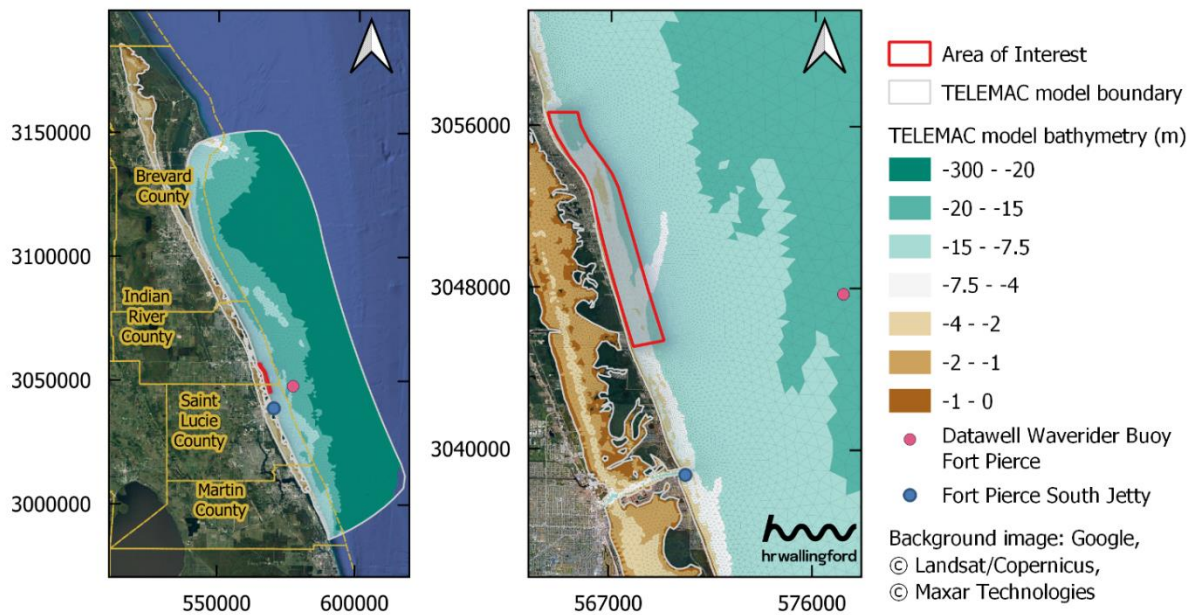 3150000
3100000
3050000
3000000
550000
600000
Brevard
County
Indian
River
County
Saint
Lucie
County
Martin
County
3056000
3048000
3040000
567000
576000
hrwallingford
Area of Interest
TELEMAC model boundary
TELEMAC model bathymetry (m)
-300 - -20
-20 - -15
-15 - -7.5
-7.5 - -4
-4 - -2
-2 - -1
-1 - 0
Datawell Waverider Buoy
Fort Pierce
Fort Pierce South Jetty
Background image: Google,
© Landsat/Copernicus,
© Maxar Technologies